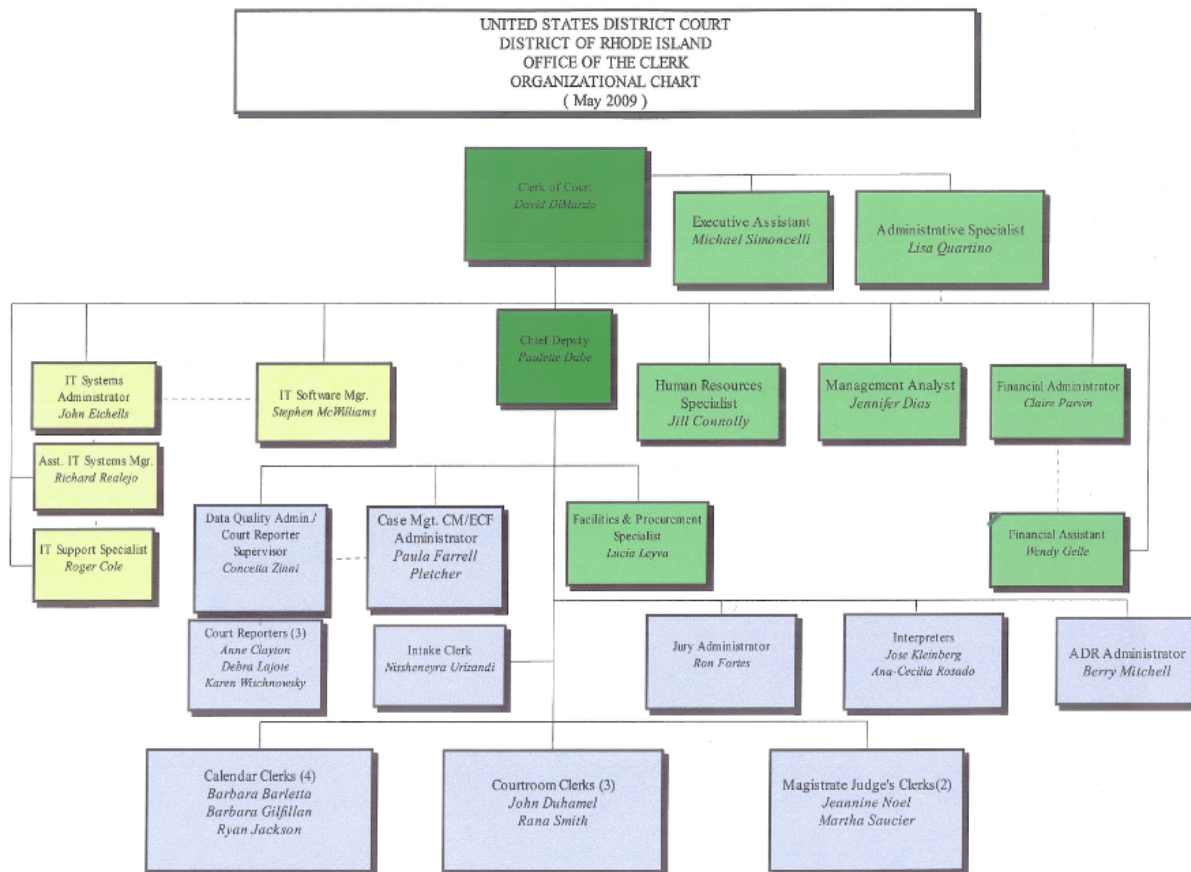 UNITED STATES DISTRICT COURT
DISTRICT OF RHODE ISLAND
OFFICE OF THE CLERK
ORGANIZATIONAL CHART
( May 2009 )
Clerk of Court
David DiMarzio
Executive Assistant
Michael Simoncelli
Administrative Specialist
Lisa Quartino
Chief Deputy
Paulette Dube
IT Systems
Administrator
John Etchells
IT Software Mgr.
Stephen McWilliams
Human Resources
Specialist
Jill Connolly
Management Analyst
Jennifer Dias
Financial Administrator
Claire Parvin
Asst. IT Systems Mgr.
Richard Realejo
IT Support Specialist
Roger Cole
Data Quality Admin./
Court Reporter
Supervisor
Concetta Zinni
Case Mgt. CM/ECF
Administrator
Paula Farrell
Pletcher
Facilities & Procurement
Specialist
Lucia Leyva
Financial Assistant
Wendy Geile
Court Reporters (3)
Anne Clayton
Debra Lajoie
Karen Wischnowsky
Intake Clerk
Nissheneyra Urizandi
Jury Administrator
Ron Fortes
Interpreters
Jose Kleinberg
Ana-Cecilia Rosado
ADR Administrator
Berry Mitchell
Calendar Clerks (4)
Barbara Barletta
Barbara Gilfillan
Ryan Jackson
Courtroom Clerks (3)
John Duhamel
Rana Smith
Magistrate Judge's Clerks(2)
Jeannine Noel
Martha Saucier